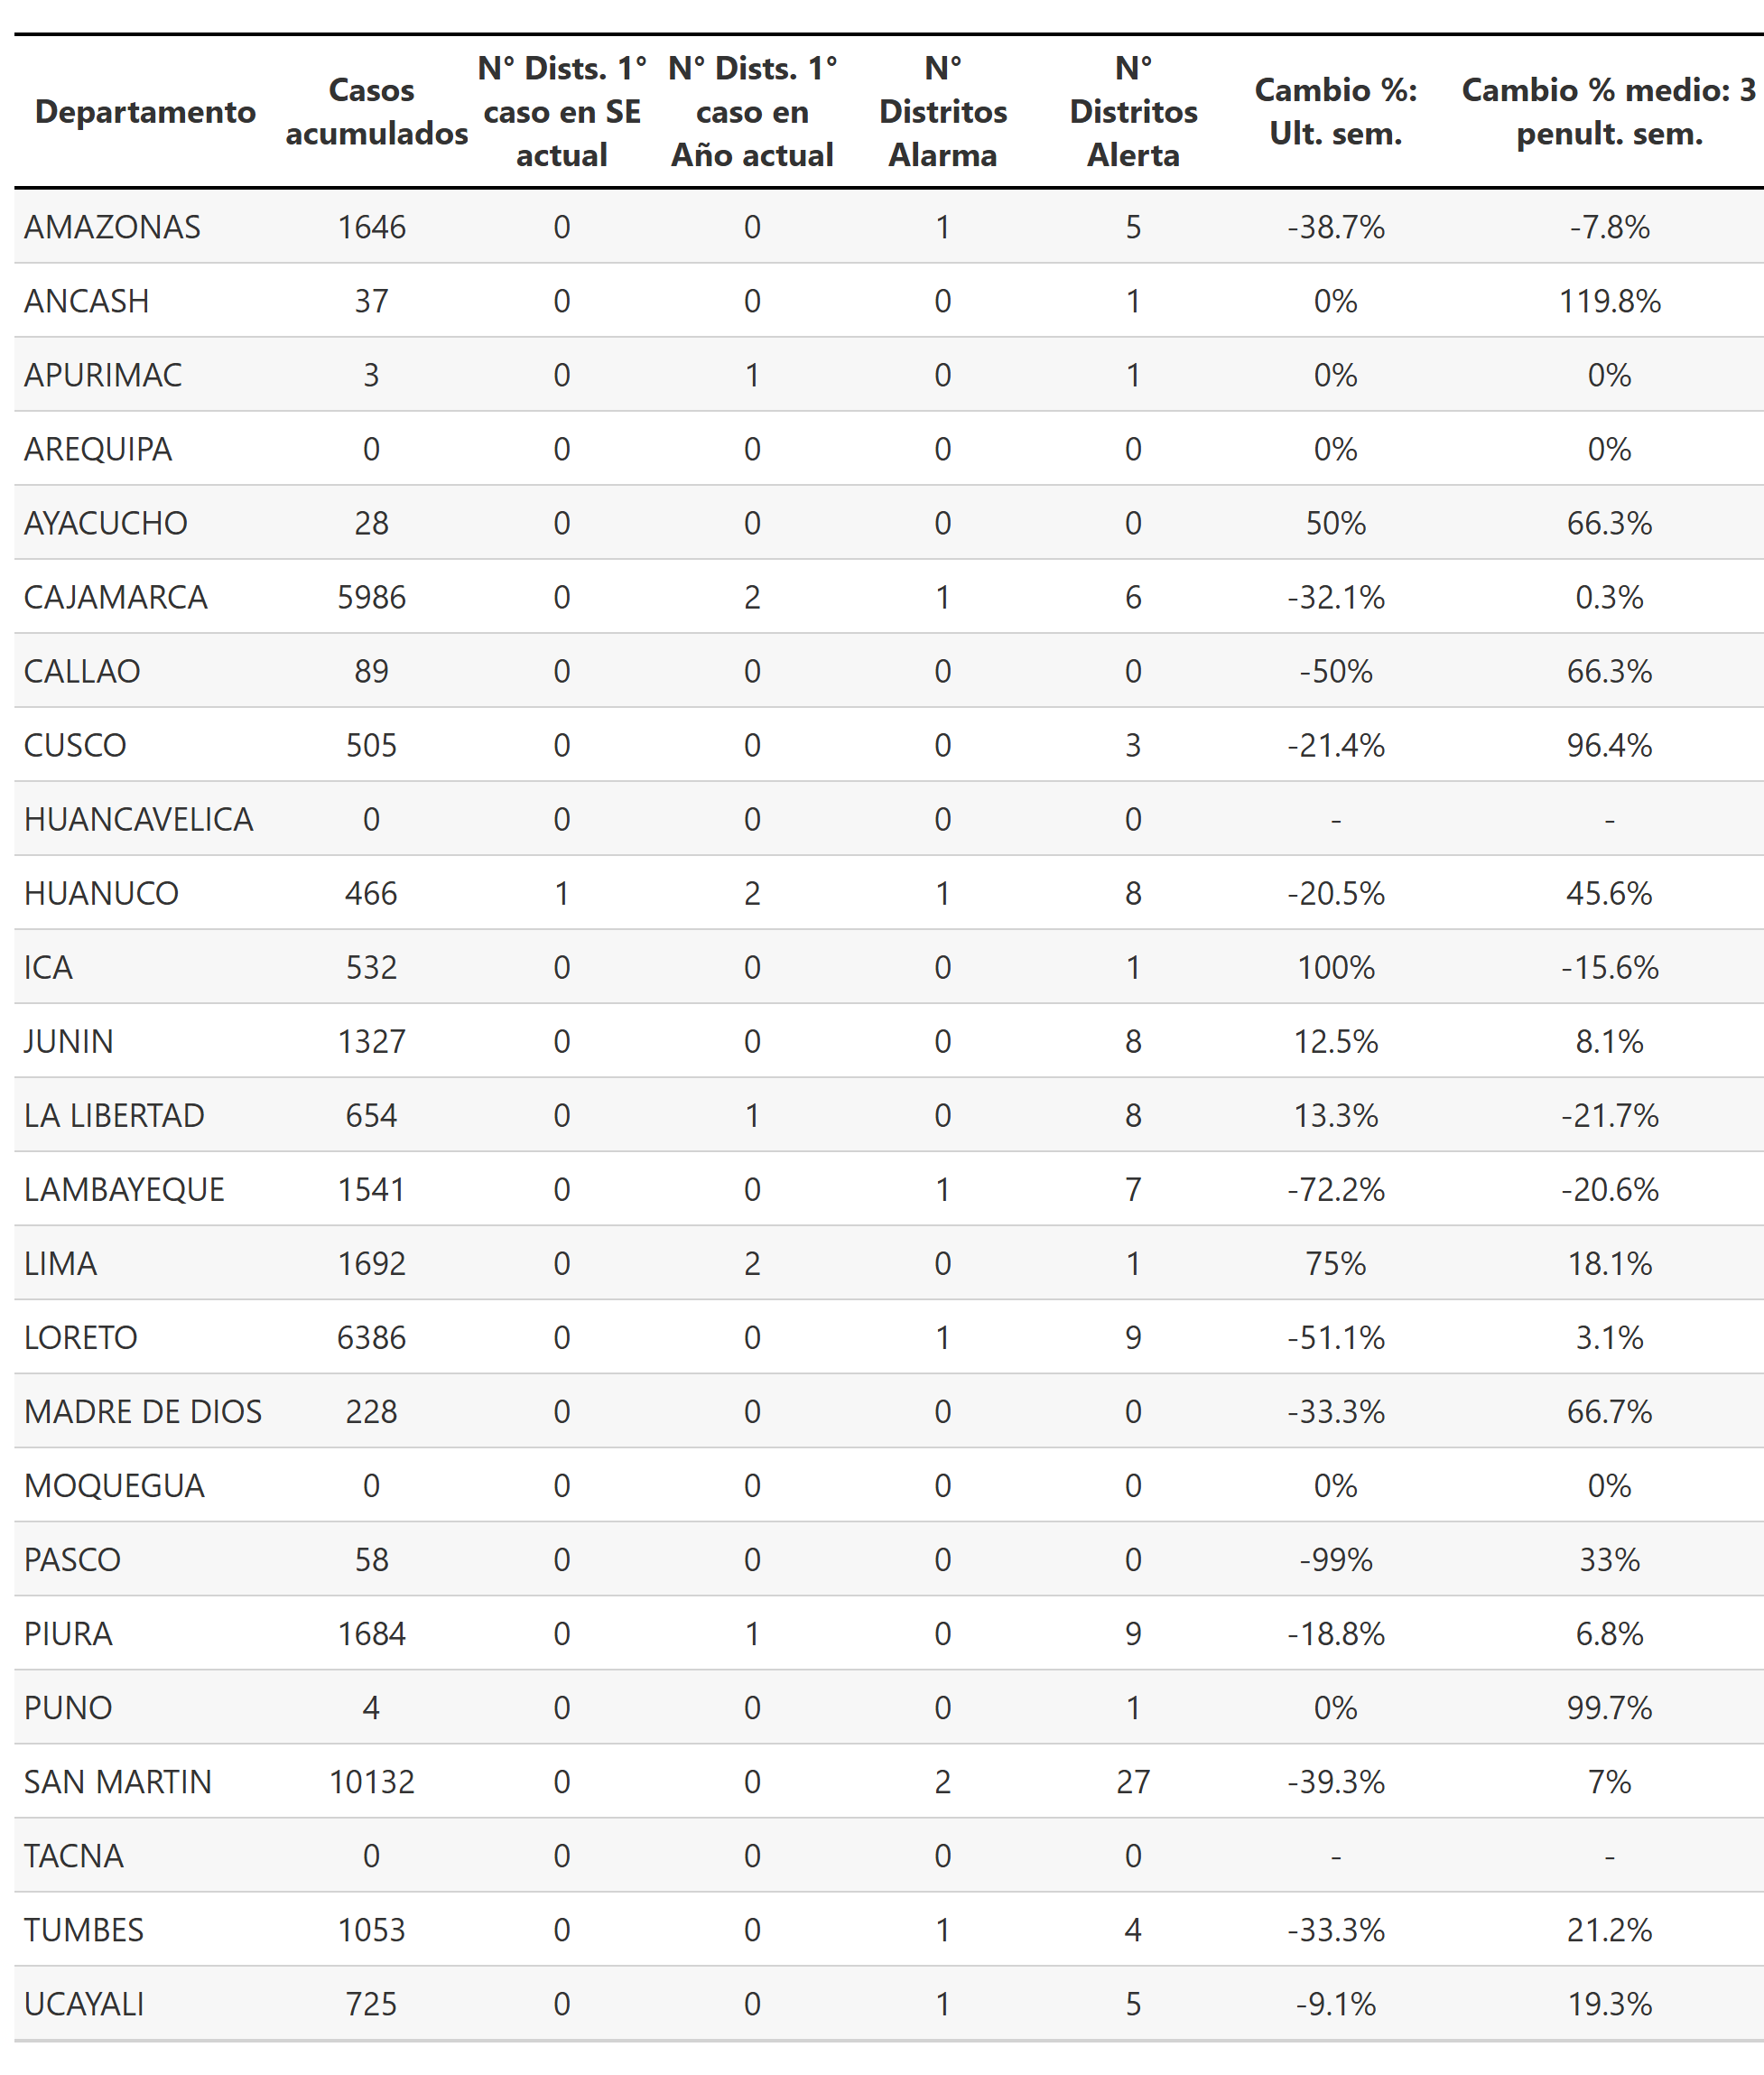 Departamento Casos acumulados N° Dists. 1° caso en SE actual N° Dists. 1° caso en Año actual N° Distritos Alarma N° Distritos Alerta Cambio %: Ult. sem. Cambio % medio: 3 penult. sem.
AMAZONAS 1646 0 0 1 5 -38.7% -7.8%
ANCASH 37 0 0 0 1 0% 119.8%
APURIMAC 3 0 1 0 1 0% 0%
AREQUIPA 0 0 0 0 0 0% 0%
AYACUCHO 28 0 0 0 0 50% 66.3%
CAJAMARCA 5986 0 2 1 6 -32.1% 0.3%
CALLAO 89 0 0 0 0 -50% 66.3%
CUSCO 505 0 0 0 3 -21.4% 96.4%
HUANCAVELICA 0 0 0 0 0 - -
HUANUCO 466 1 2 1 8 -20.5% 45.6%
ICA 532 0 0 0 1 100% -15.6%
JUNIN 1327 0 0 0 8 12.5% 8.1%
LA LIBERTAD 654 0 1 0 8 13.3% -21.7%
LAMBAYEQUE 1541 0 0 1 7 -72.2% -20.6%
LIMA 1692 0 2 0 1 75% 18.1%
LORETO 6386 0 0 1 9 -51.1% 3.1%
MADRE DE DIOS 228 0 0 0 0 -33.3% 66.7%
MOQUEGUA 0 0 0 0 0 0% 0%
PASCO 58 0 0 0 0 -99% 33%
PIURA 1684 0 1 0 9 -18.8% 6.8%
PUNO 4 0 0 0 1 0% 99.7%
SAN MARTIN 10132 0 0 2 27 -39.3% 7%
TACNA 0 0 0 0 0 - -
TUMBES 1053 0 0 1 4 -33.3% 21.2%
UCAYALI 725 0 0 1 5 -9.1% 19.3%